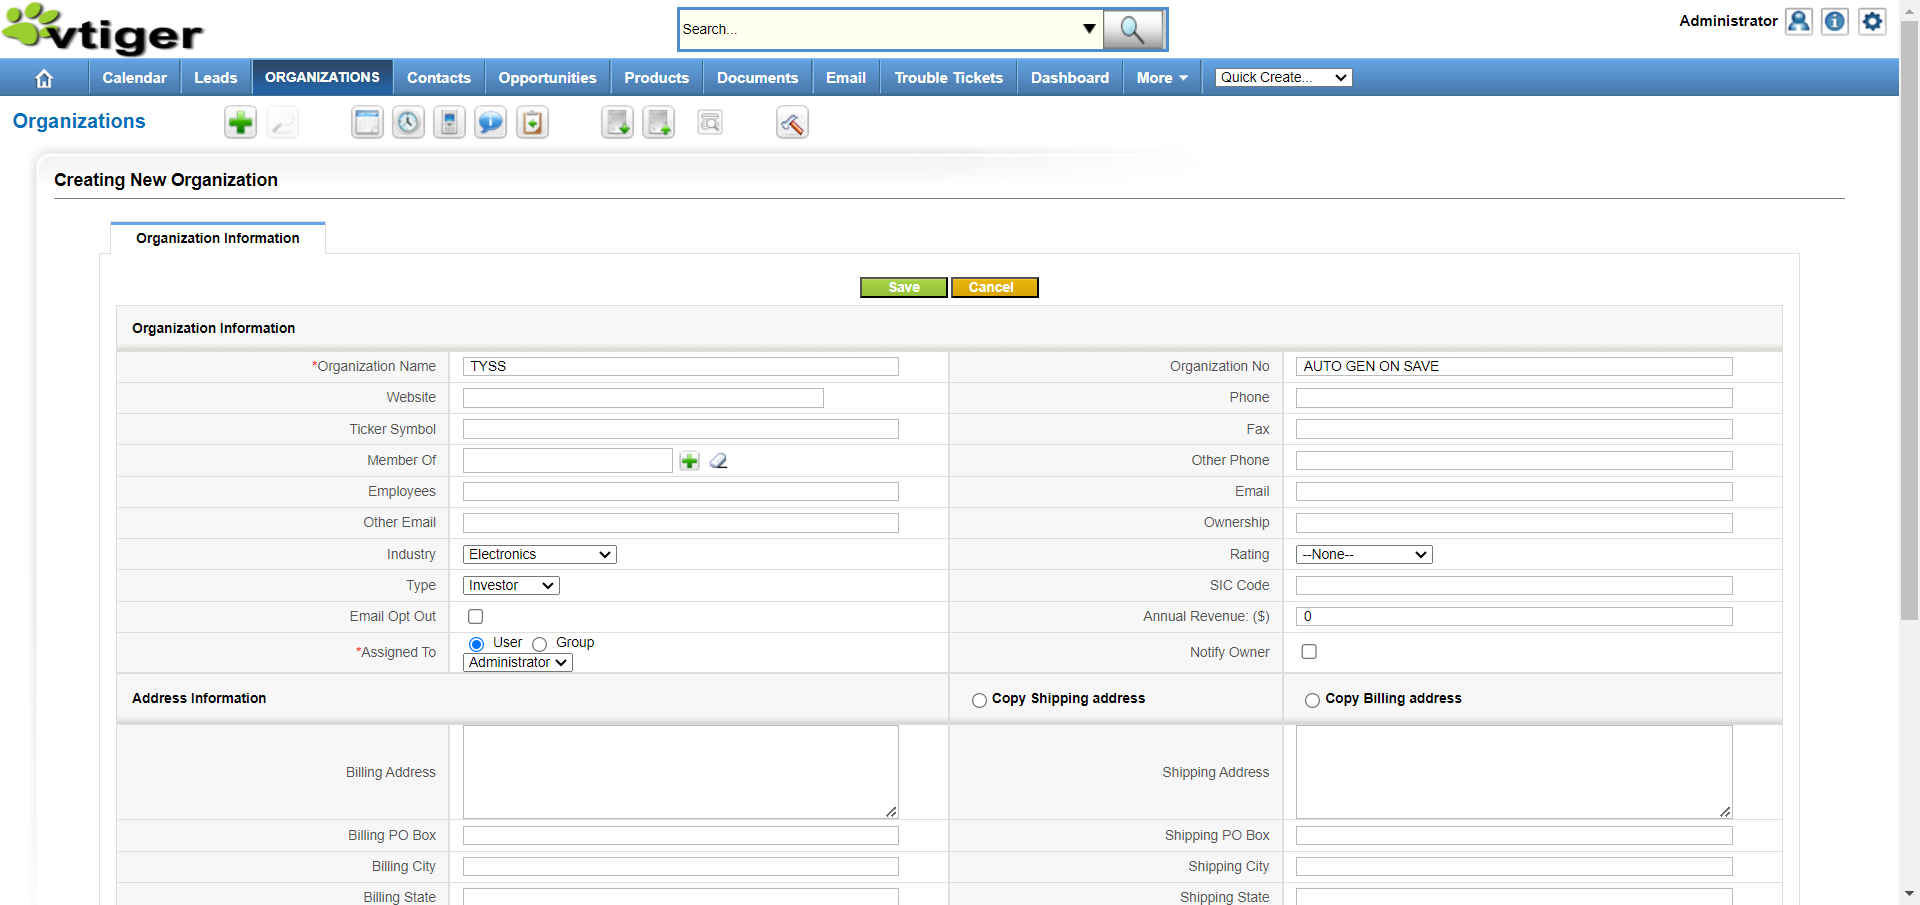 vtiger
Search...
Administrator
Calendar Leads ORGANIZATIONS Contacts Opportunities Products Documents Email Trouble Tickets Dashboard More Quick Create...
Organizations
Creating New Organization
Organization Information
Save Cancel
Organization Information
*Organization Name TYSS Organization No AUTO GEN ON SAVE
Website Phone
Ticker Symbol Fax
Member Of Other Phone
Employees Email
Other Email Ownership
Industry Electronics Rating --None--
Type Investor SIC Code
Email Opt Out Annual Revenue: ($) 0
*Assigned To User Group Notify Owner
Administrator
Address Information Copy Shipping address Copy Billing address
Billing Address Shipping Address
Billing PO Box Shipping PO Box
Billing City Shipping City
Billing State Shipping State